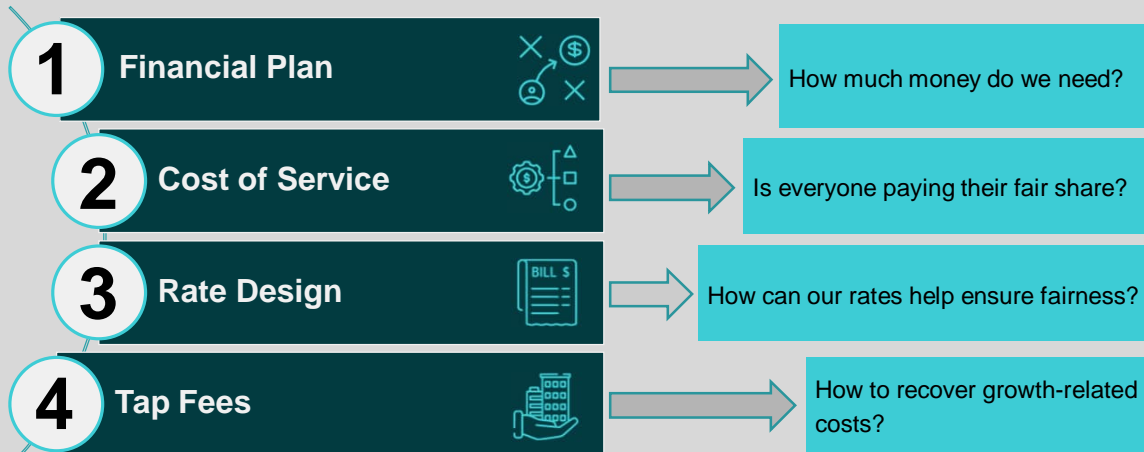 1
Financial Plan
How much money do we need?
2
Cost of Service
Is everyone paying their fair share?
3
Rate Design
BILL $
How can our rates help ensure fairness?
4
Tap Fees
How to recover growth-related
costs?